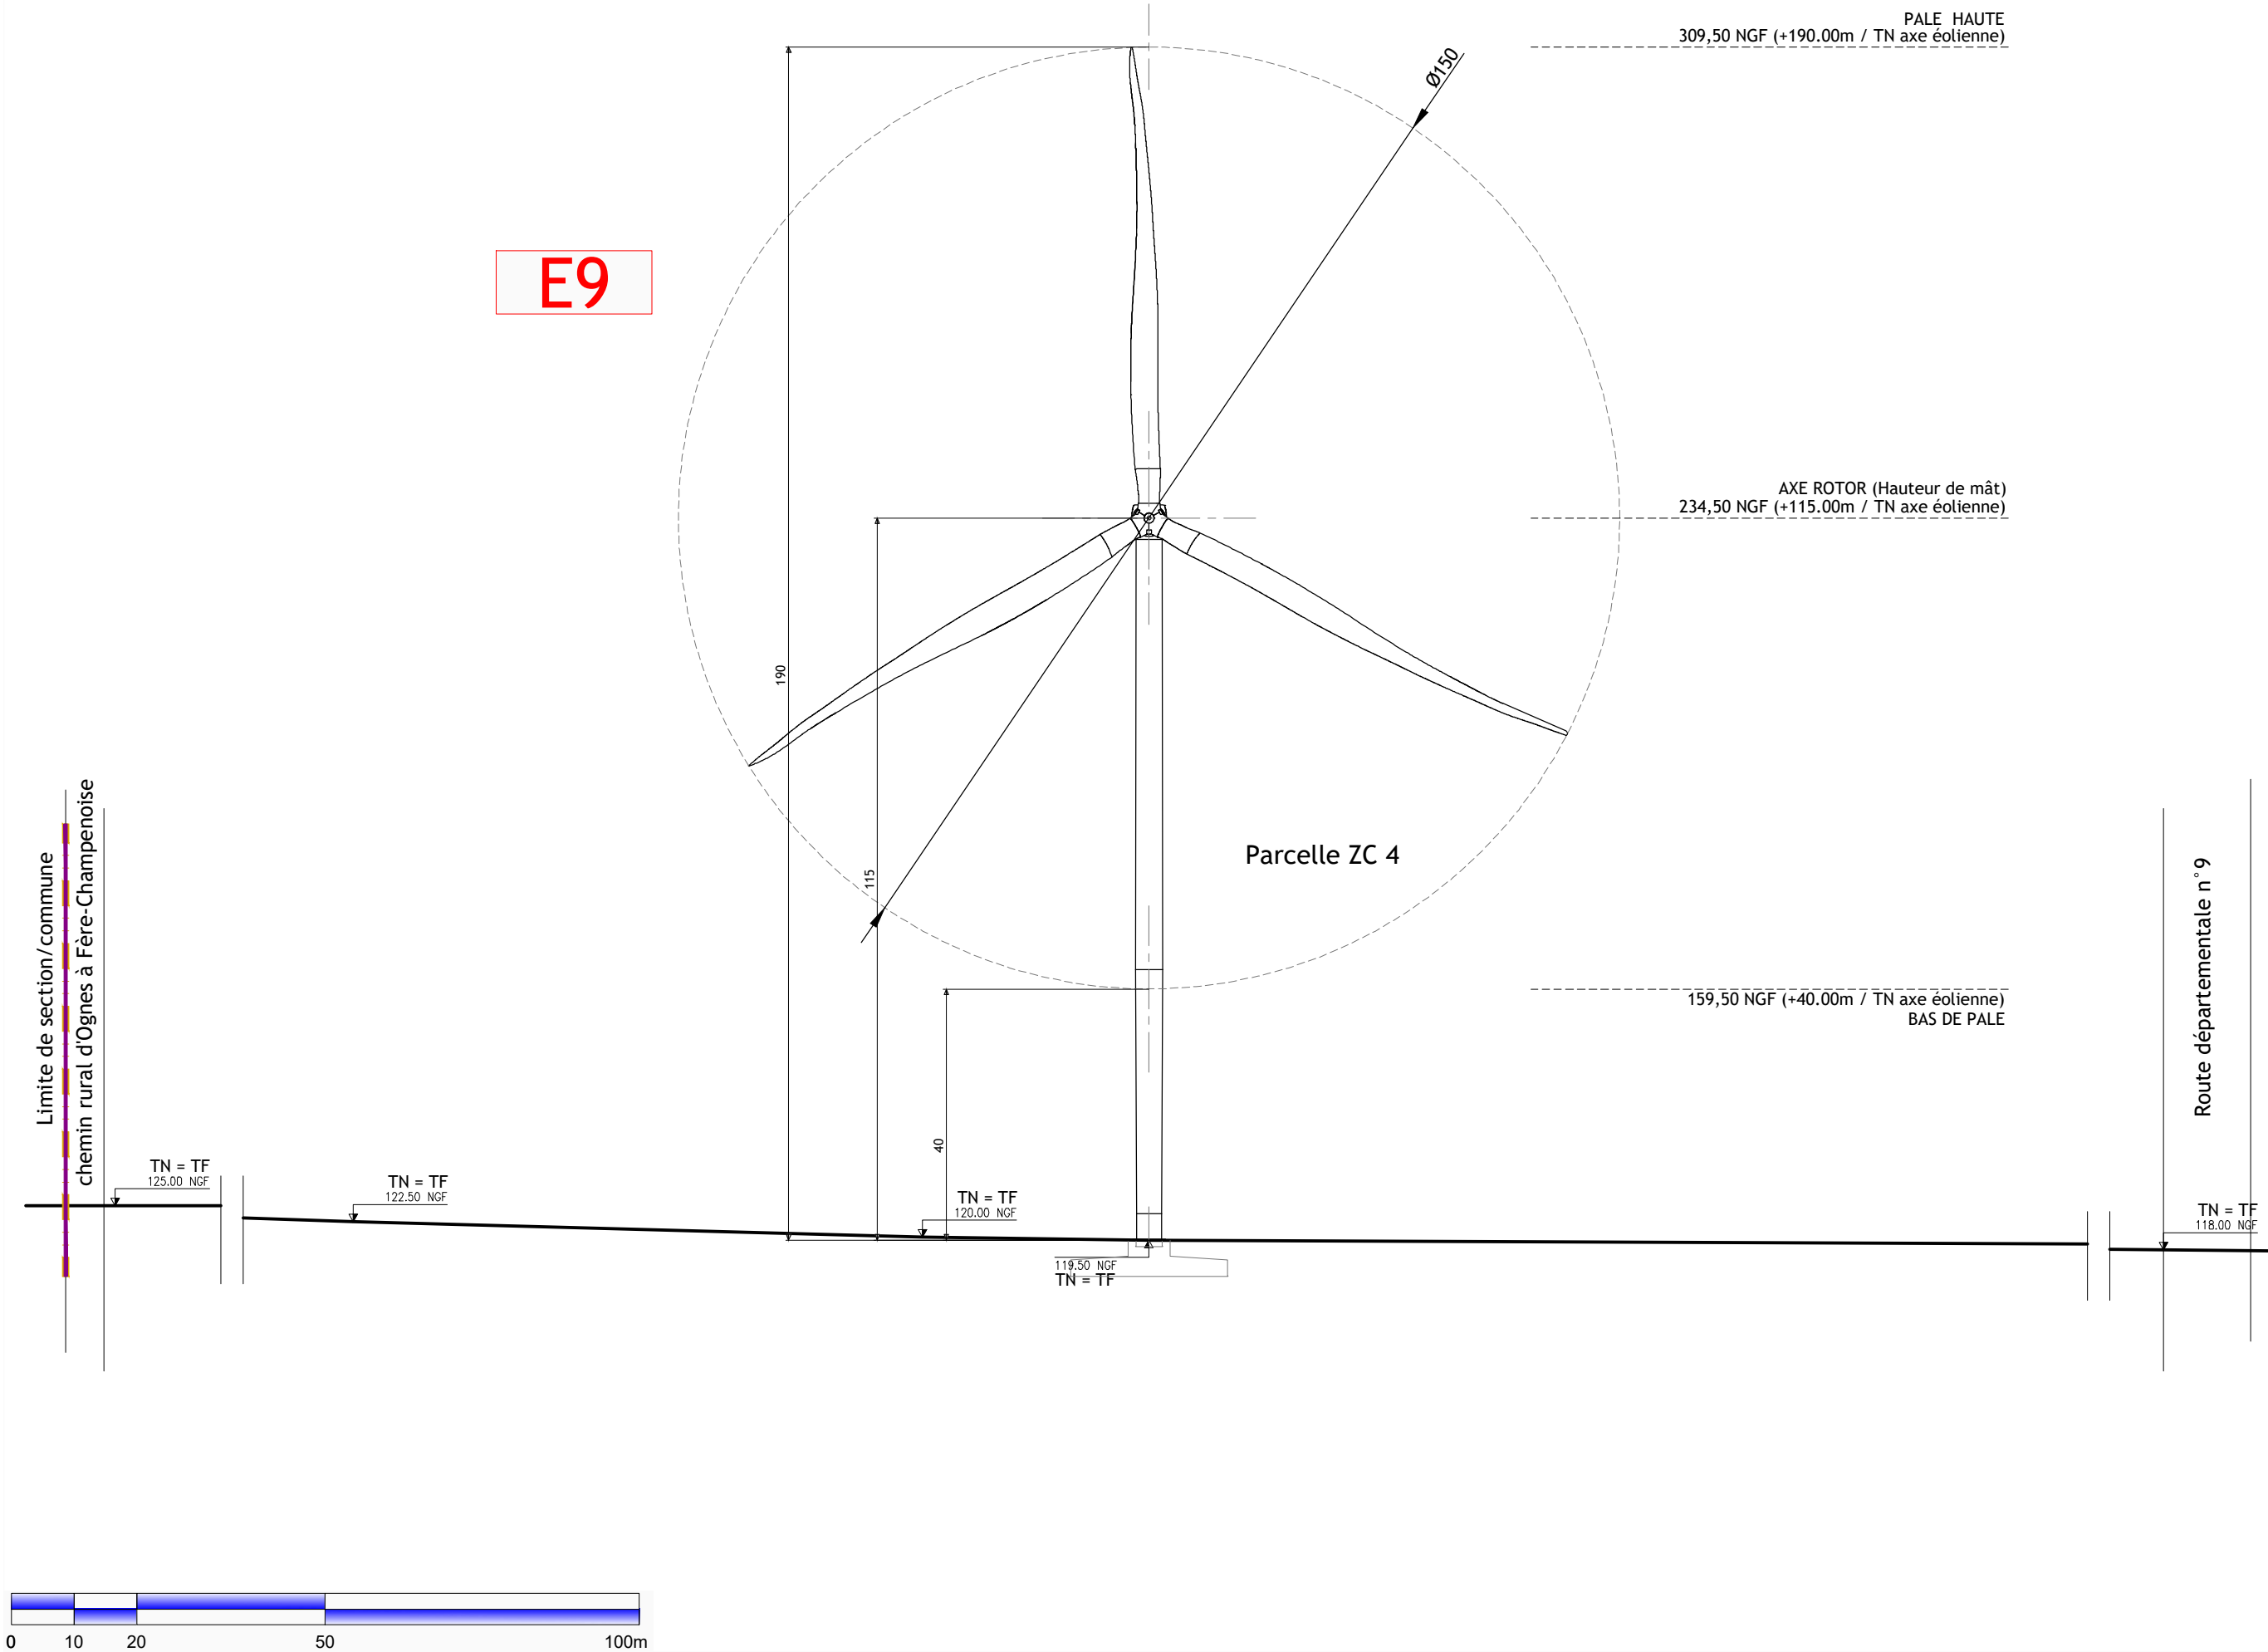 PALE  HAUTE
309,50 NGF (+190.00m / TN axe éolienne)
Ø150
E9
AXE ROTOR (Hauteur de mât)
234,50 NGF (+115.00m / TN axe éolienne)
190
115
Parcelle ZC 4
159,50 NGF (+40.00m / TN axe éolienne)
BAS DE PALE
Limite de section/commune
chemin rural d'Ognes à Fère-Champenoise
Route départementale n°9
40
TN = TF
125.00 NGF
TN = TF
122.50 NGF
TN = TF
120.00 NGF
TN = TF
118.00 NGF
119.50 NGF
TN = TF
0 10 20 50 100m